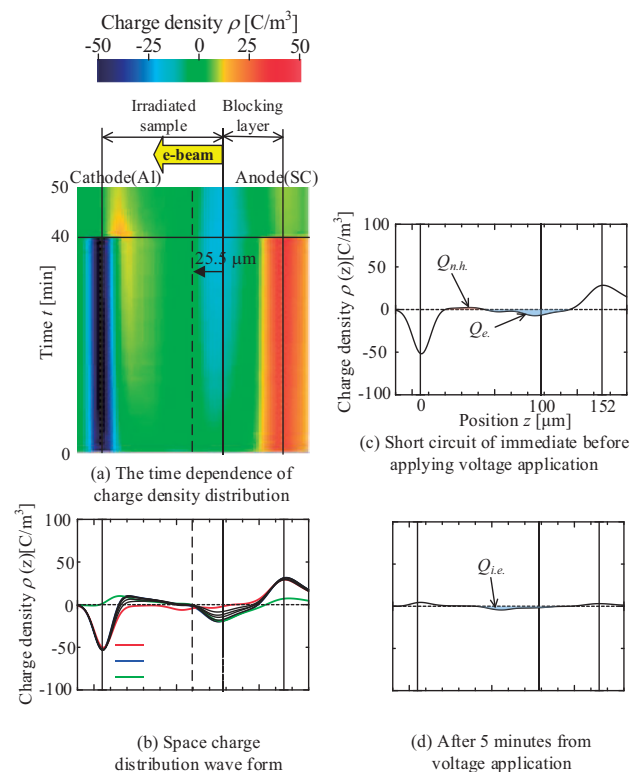 Charge density ρ [C/m³]
-50 -25 0 25 50
Irradiated sample
Blocking layer
e-beam
Cathode(Al)
Anode(SC)
50
40
25.5 μm
Time t [min]
0
(a) The time dependence of
charge density distribution
Charge density ρ (z)[C/m³]
100
50
0
-50
-100
(b) Space charge
distribution wave form
Charge density ρ (z)[C/m³]
100
50
0
-50
-100
Qn.h.
Qe.
0 100 152
Position z [μm]
(c) Short circuit of immediate before
applying voltage application
Qi.e.
(d) After 5 minutes from
voltage application